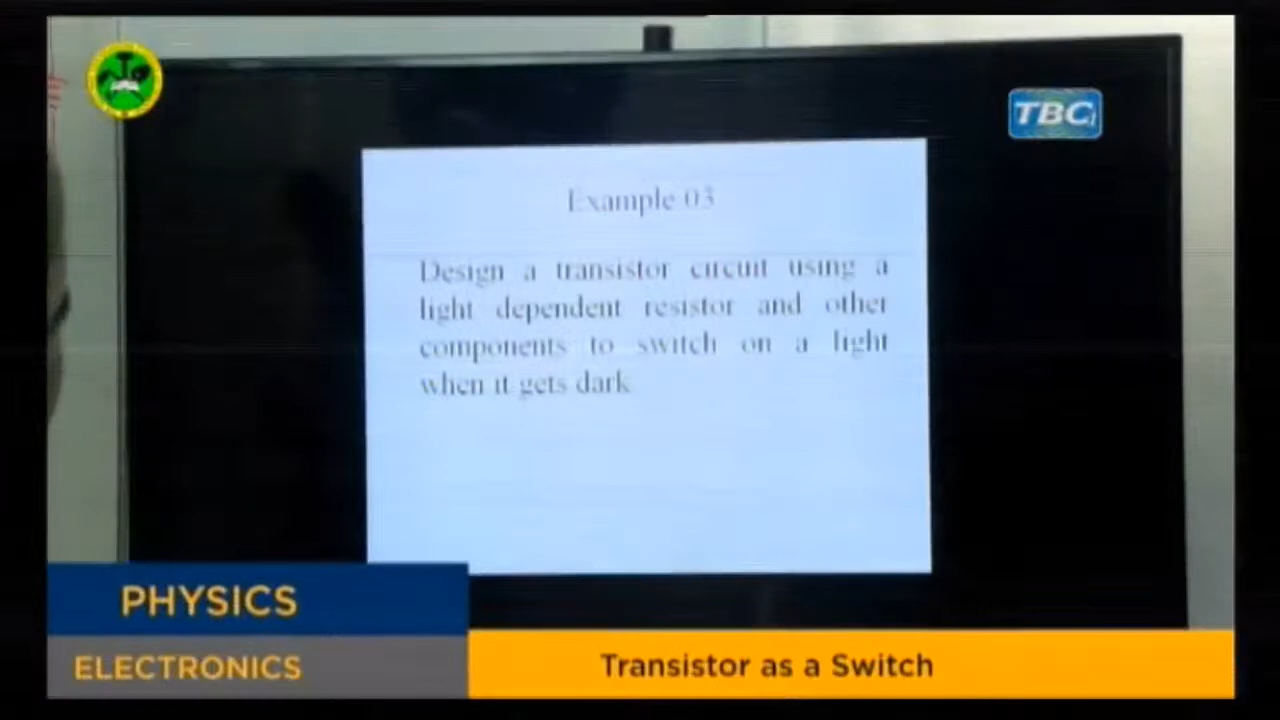 TBC1
Example 03
Design a transistor circuit using a
light dependent resistor and other
components to switch on a light
when it gets dark
PHYSICS
ELECTRONICS
Transistor as a Switch